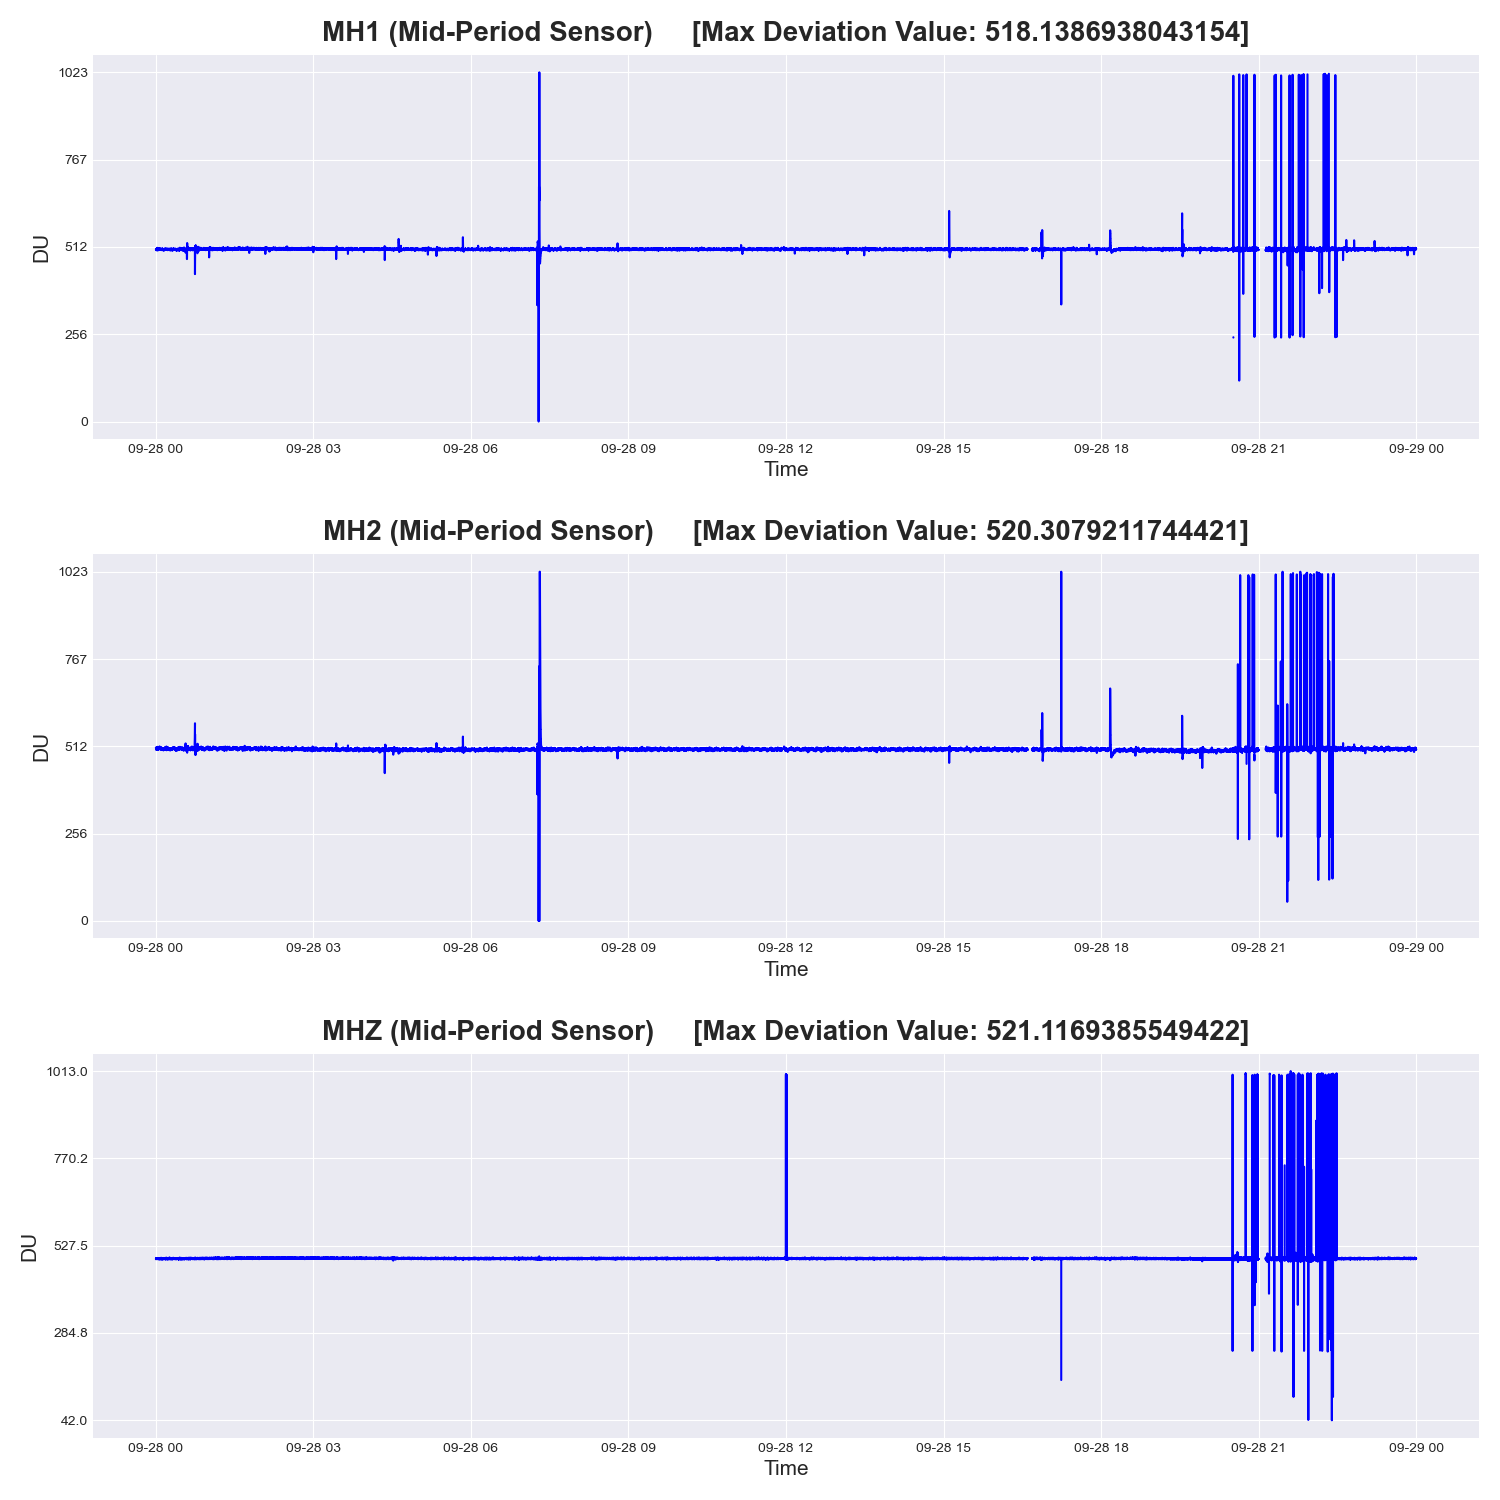 MH1 (Mid-Period Sensor) [Max Deviation Value: 518.1386938043154]
1023
767
512
256
0
DU
09-28 00 09-28 03 09-28 06 09-28 09 09-28 12 09-28 15 09-28 18 09-28 21 09-29 00
Time
MH2 (Mid-Period Sensor) [Max Deviation Value: 520.3079211744421]
1023
767
512
256
0
DU
09-28 00 09-28 03 09-28 06 09-28 09 09-28 12 09-28 15 09-28 18 09-28 21 09-29 00
Time
MHZ (Mid-Period Sensor) [Max Deviation Value: 521.1169385549422]
1013.0
770.2
527.5
284.8
42.0
DU
09-28 00 09-28 03 09-28 06 09-28 09 09-28 12 09-28 15 09-28 18 09-28 21 09-29 00
Time